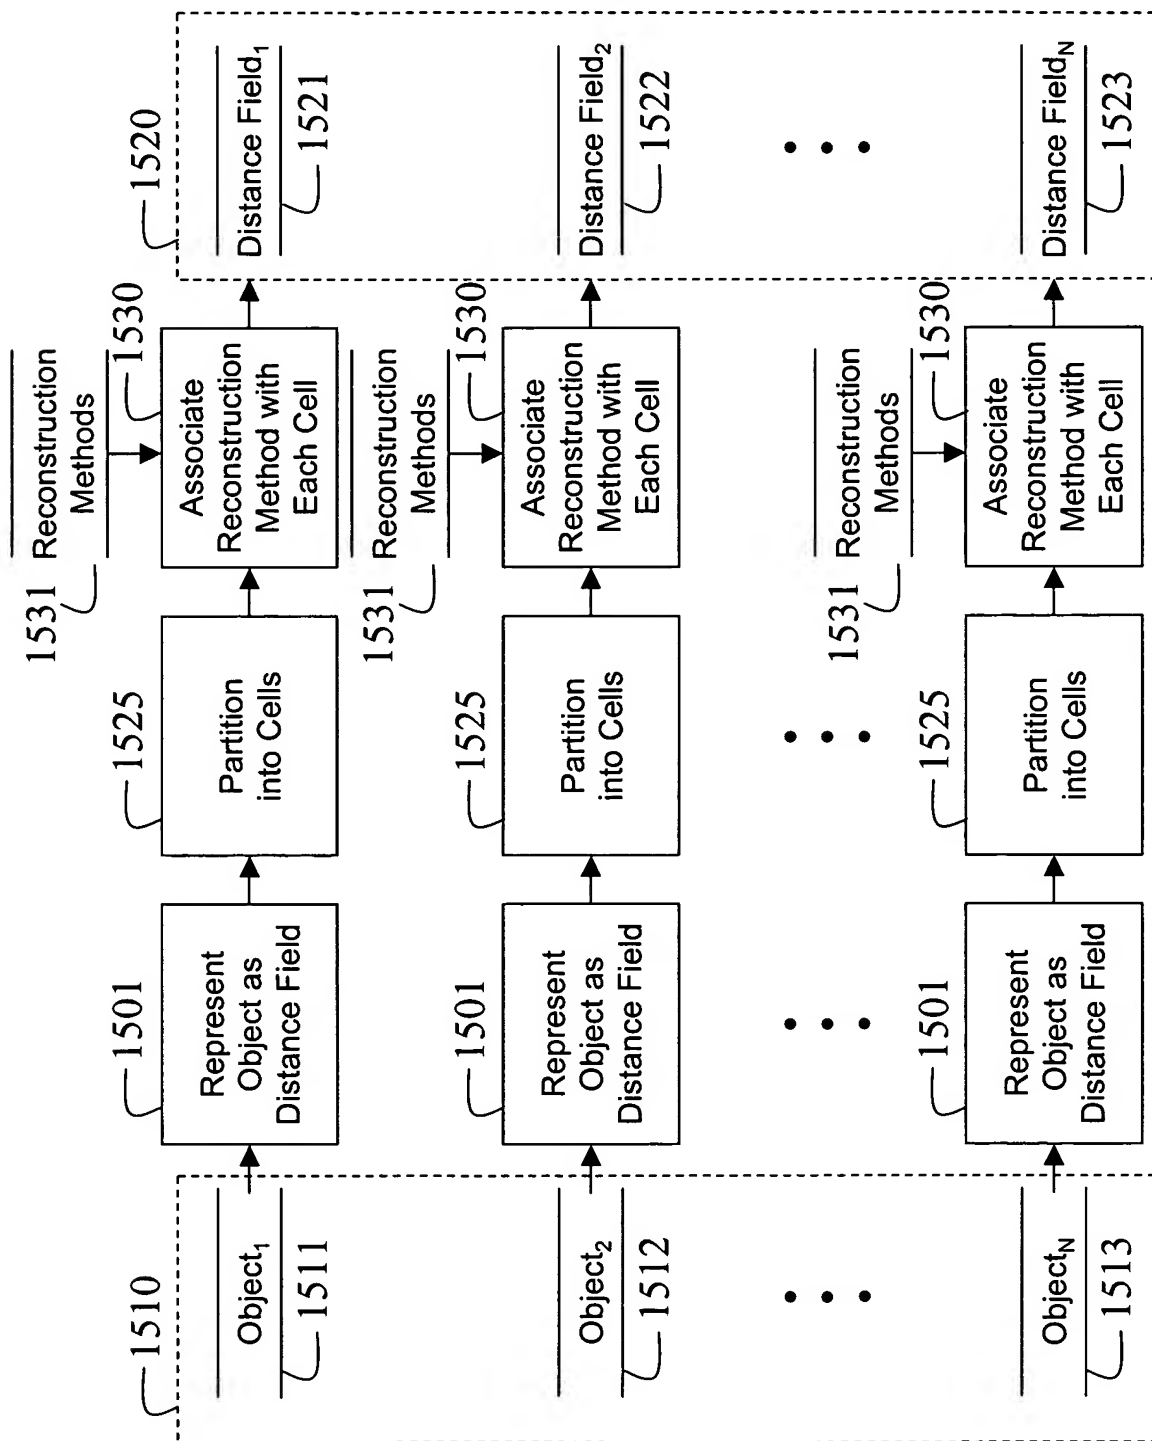 1510
Object1
1511
1501
Represent
Object as
Distance Field
1525
Partition
into Cells
1531
Reconstruction
Methods
1530
Associate
Reconstruction
Method with
Each Cell
1520
Distance Field1
1521
Object2
1512
1501
Represent
Object as
Distance Field
1525
Partition
into Cells
1531
Reconstruction
Methods
1530
Associate
Reconstruction
Method with
Each Cell
Distance Field2
1522
ObjectN
1513
1501
Represent
Object as
Distance Field
1525
Partition
into Cells
1531
Reconstruction
Methods
1530
Associate
Reconstruction
Method with
Each Cell
Distance FieldN
1523